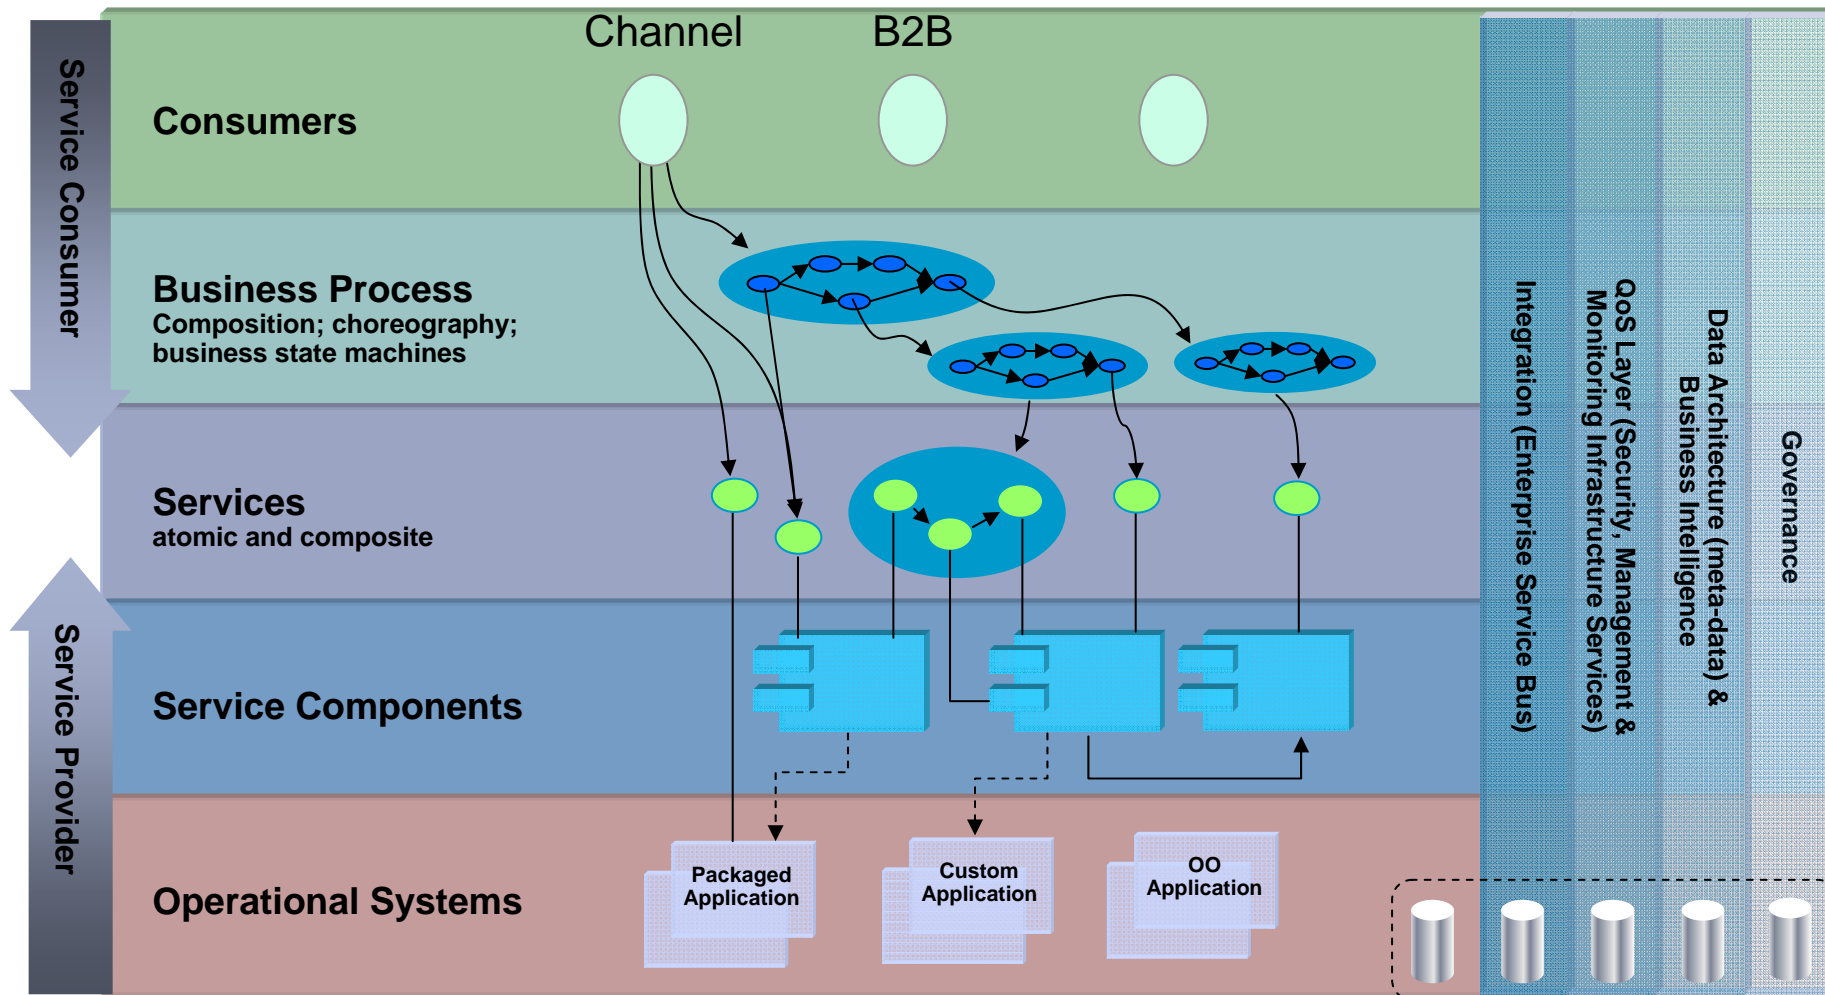 Channel
B2B
Service Consumer
Consumers
Business Process
Composition; choreography;
business state machines
Services
atomic and composite
Service Provider
Service Components
Operational Systems
Packaged
Application
Custom
Application
OO
Application
Integration (Enterprise Service Bus)
QoS Layer (Security, Management &
Monitoring Infrastructure Services)
Data Architecture (meta-data) &
Business Intelligence
Governance